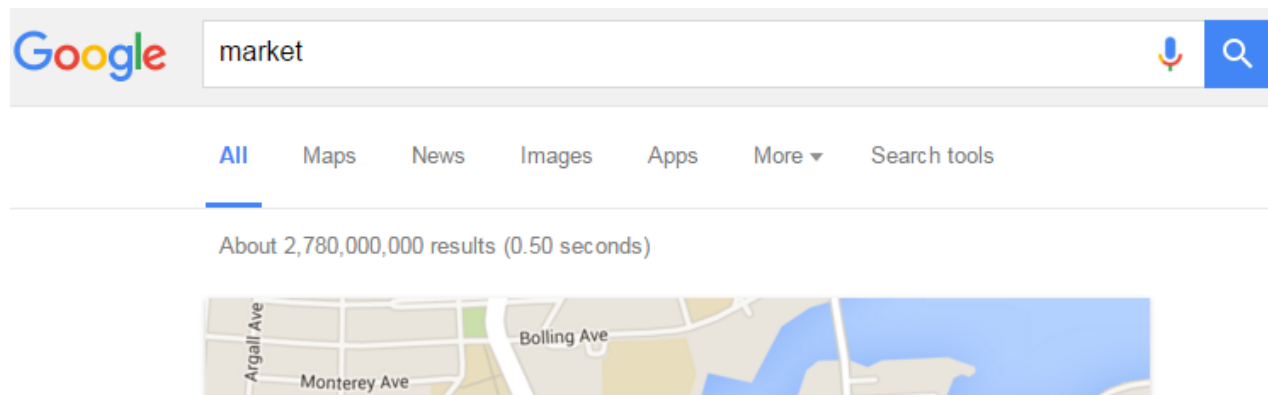 Google market
All Maps News Images Apps More Search tools
About 2,780,000,000 results (0.50 seconds)
Argall Ave
Bolling Ave
Monterey Ave